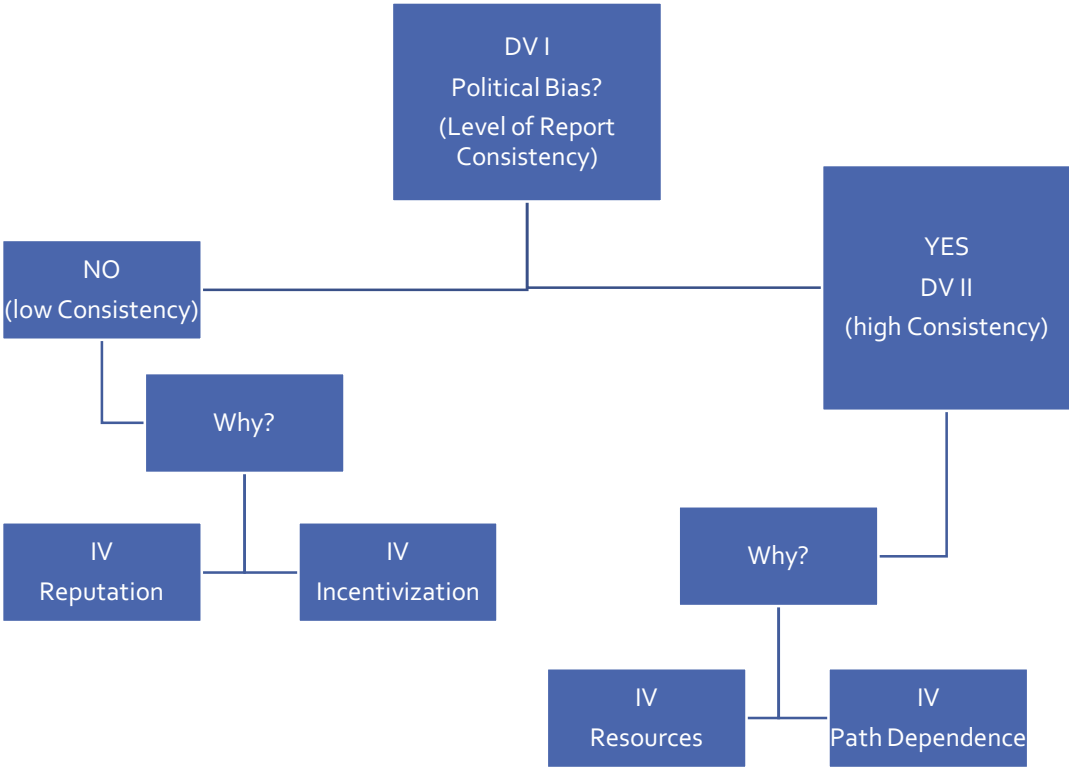 DV I
Political Bias?
(Level of Report
Consistency)
NO
(low Consistency)
YES
DV II
(high Consistency)
Why?
IV
Reputation
IV
Incentivization
Why?
IV
Resources
IV
Path Dependence